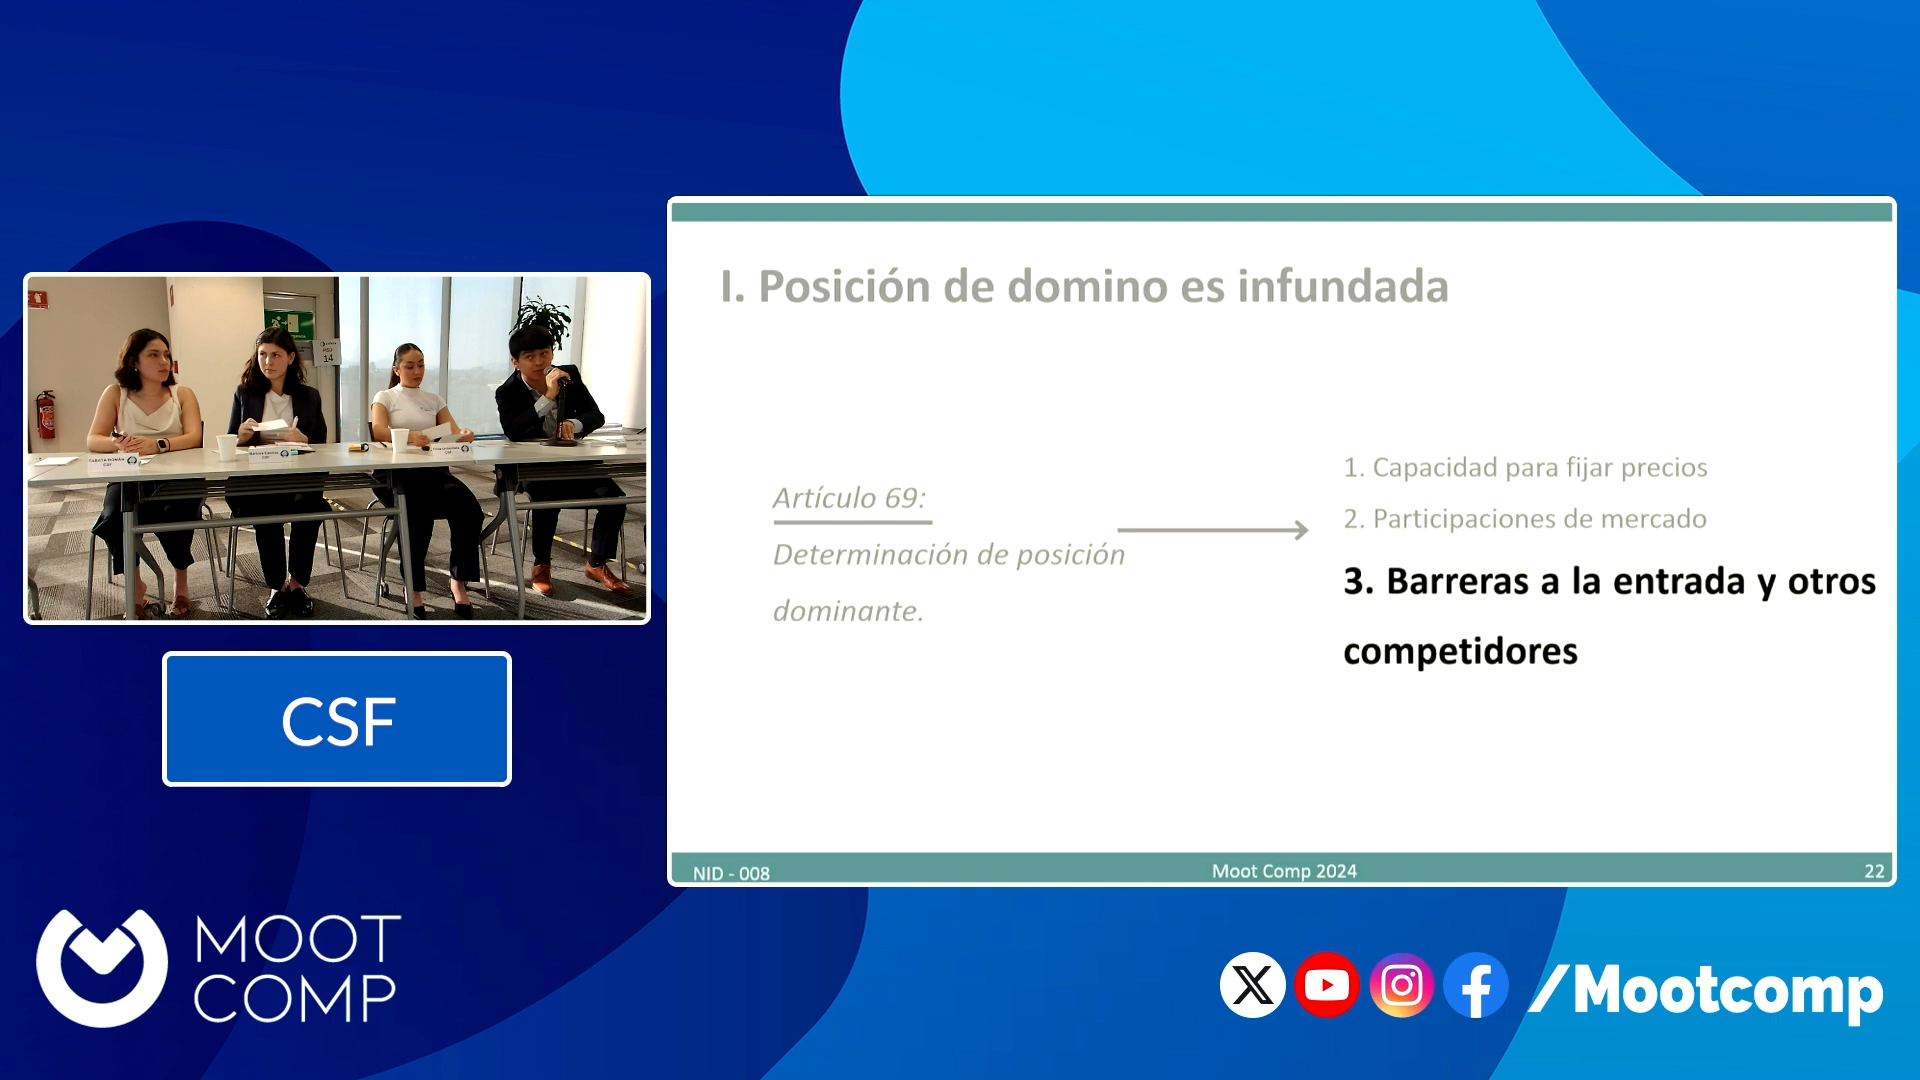 I. Posición de domino es infundada
Artículo 69:
Determinación de posición
dominante.
1. Capacidad para fijar precios
2. Participaciones de mercado
3. Barreras a la entrada y otros
competidores
NID - 008
Moot Comp 2024
22
14
CSF
MOOT
COMP
/Mootcomp